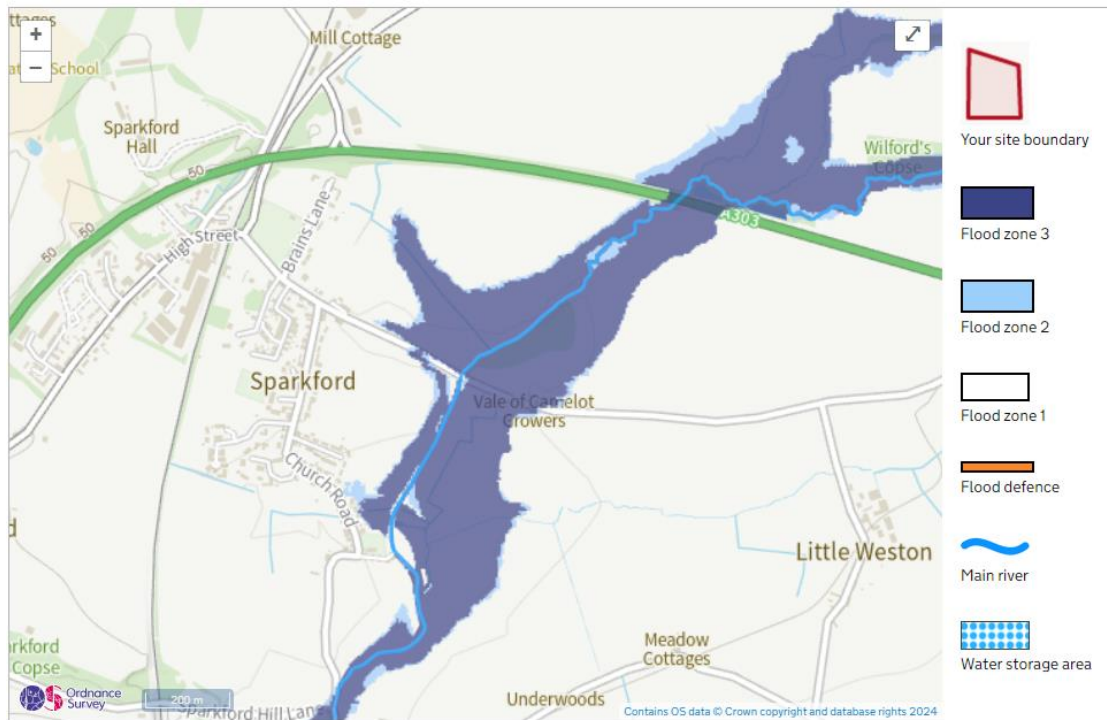 ttages
Mill Cottage
+
−
School
Sparkford
Hall
50
50
50
High Street
Brains Lane
Wilford's
Copse
A303
Sparkford
Vale of Camelot
Growers
Church Road
d
Little Weston
Meadow
Cottages
rkford
Copse
Underwoods
Sparkford Hill Lane
Ordnance
Survey
200 m
Contains OS data © Crown copyright and database rights 2024
Your site boundary
Flood zone 3
Flood zone 2
Flood zone 1
Flood defence
Main river
Water storage area